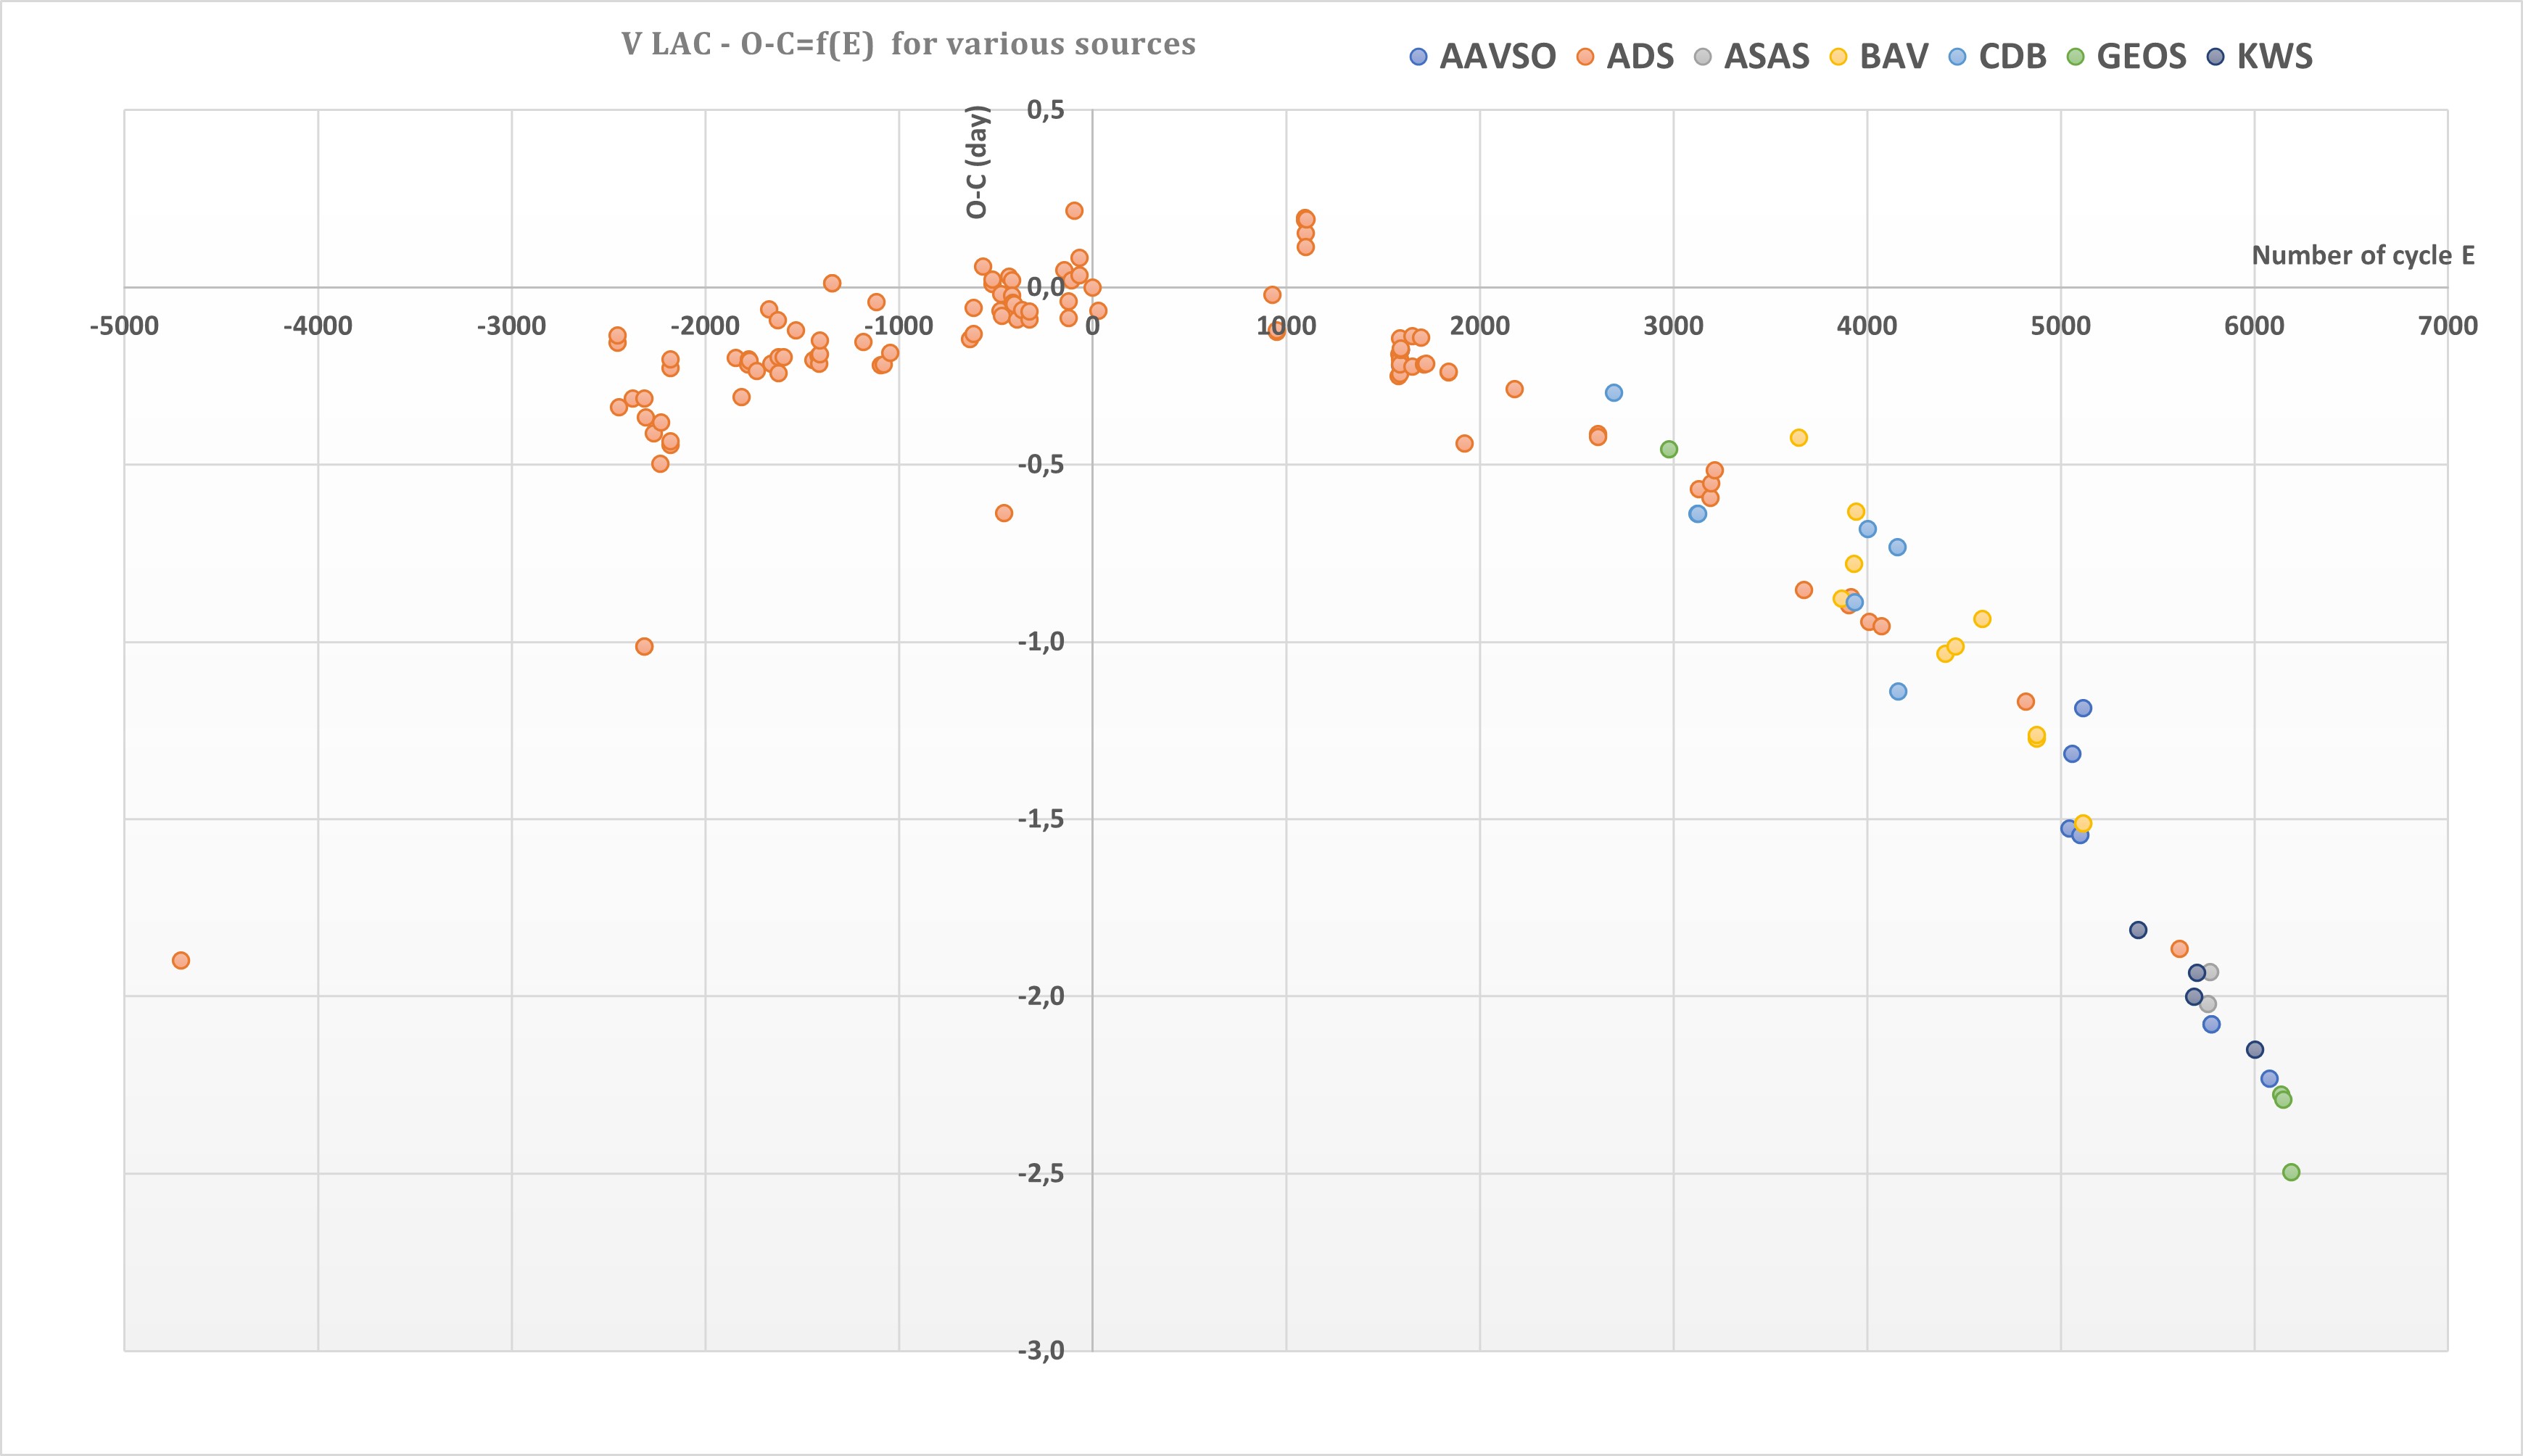 V LAC - O-C=f(E) for various sources
AAVSO ADS ASAS BAV CDB GEOS KWS
O-C (day)
0,5
Number of cycle E
0,0
-5000 -4000 -3000 -2000 -1000 0 1000 2000 3000 4000 5000 6000 7000
-0,5
-1,0
-1,5
-2,0
-2,5
-3,0